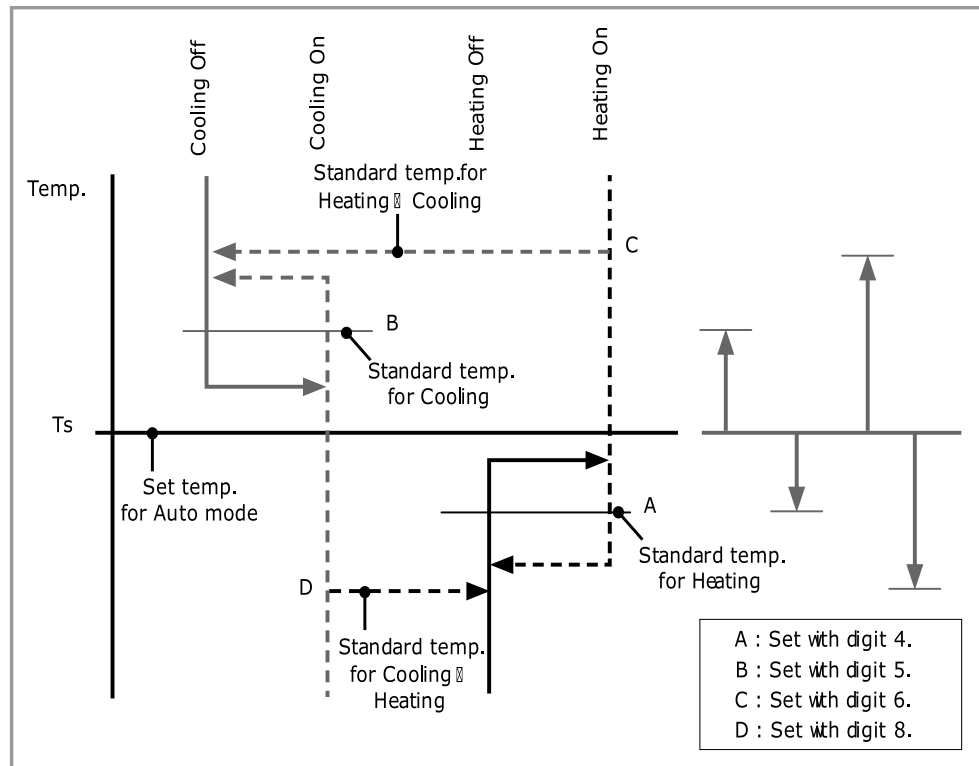 Cooling Off
Cooling On
Heating Off
Heating On
Temp.
Standard temp.for
Heating▯ Cooling
C
B
Standard temp.
for Cooling
Ts
Set temp.
for Auto mode
A
Standard temp.
for Heating
D
Standard temp.
for Cooling▯
Heating
A : Set with digit 4.
B : Set with digit 5.
C : Set with digit 6.
D : Set with digit 8.